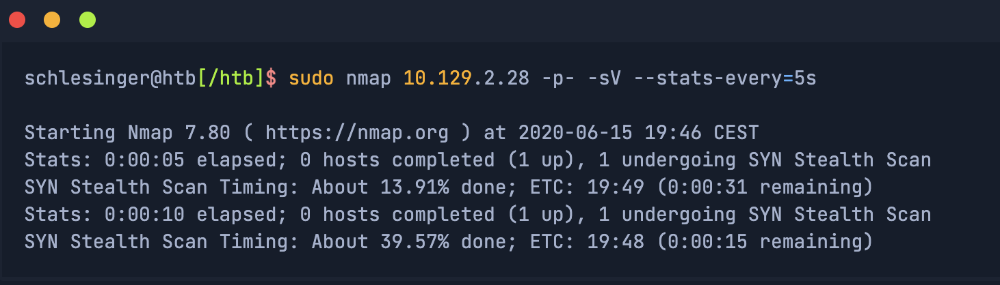 schlesinger@htb[/htb]$ sudo nmap 10.129.2.28 -p- -sV --stats-every=5s
Starting Nmap 7.80 ( https://nmap.org ) at 2020-06-15 19:46 CEST
Stats: 0:00:05 elapsed; 0 hosts completed (1 up), 1 undergoing SYN Stealth Scan
SYN Stealth Scan Timing: About 13.91% done; ETC: 19:49 (0:00:31 remaining)
Stats: 0:00:10 elapsed; 0 hosts completed (1 up), 1 undergoing SYN Stealth Scan
SYN Stealth Scan Timing: About 39.57% done; ETC: 19:48 (0:00:15 remaining)